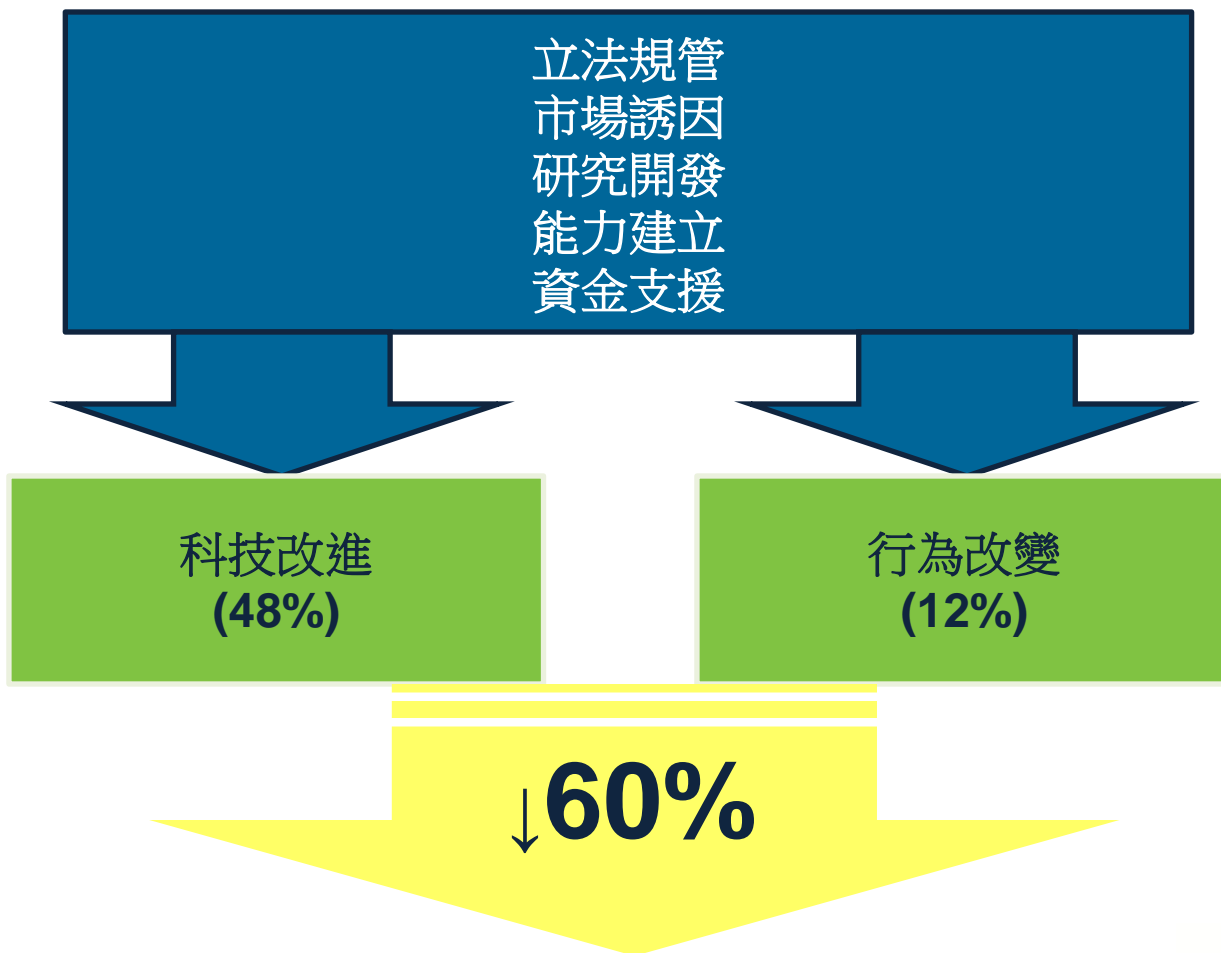 立法規管
市場誘因
研究開發
能力建立
資金支援
科技改進
(48%)
行為改變
(12%)
↓60%